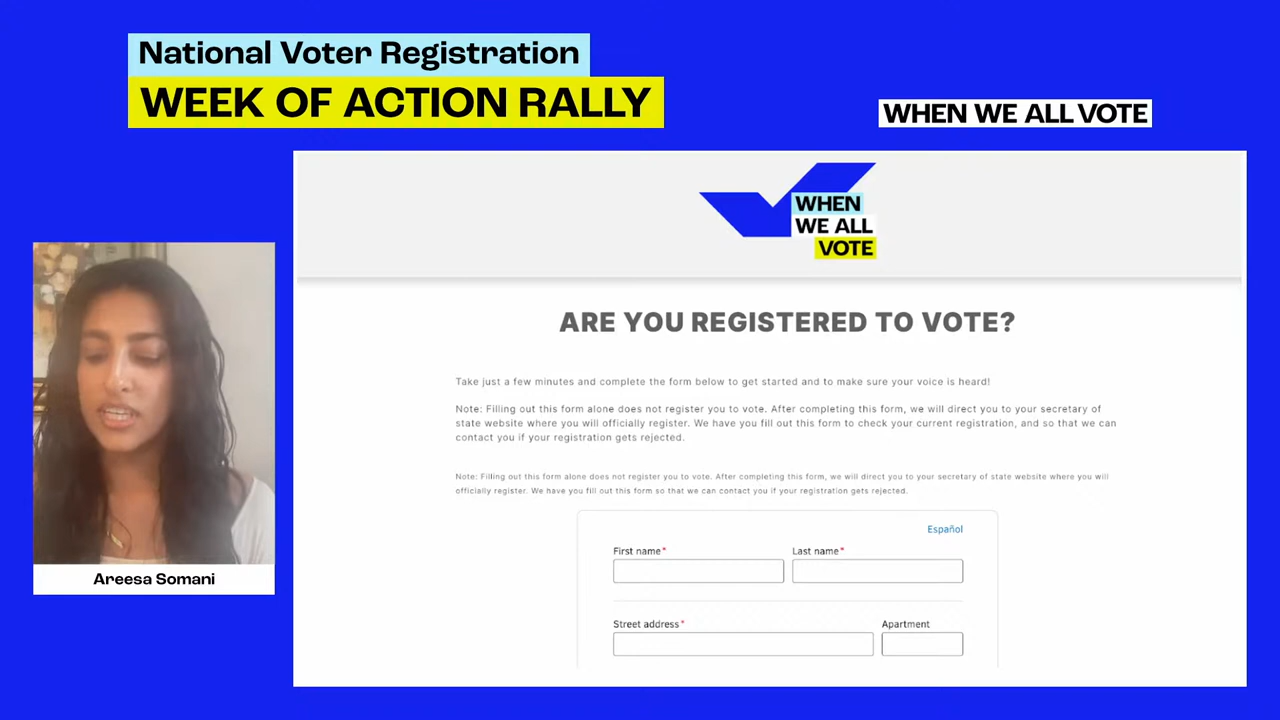 National Voter Registration
WEEK OF ACTION RALLY
WHEN WE ALL VOTE
WHEN
WE ALL
VOTE
ARE YOU REGISTERED TO VOTE?
Take just a few minutes and complete the form below to get started and to make sure your voice is heard!
Note: Filling out this form alone does not register you to vote. After completing this form, we will direct you to your secretary of
state website where you will officially register. We have you fill out this form to check your current registration, and so that we can
contact you if your registration gets rejected.
Note: Filling out this form alone does not register you to vote. After completing this form, we will direct you to your secretary of state website where you will
officially register. We have you fill out this form so that we can contact you if your registration gets rejected.
Español
First name* Last name*
Street address* Apartment
Areesa Somani